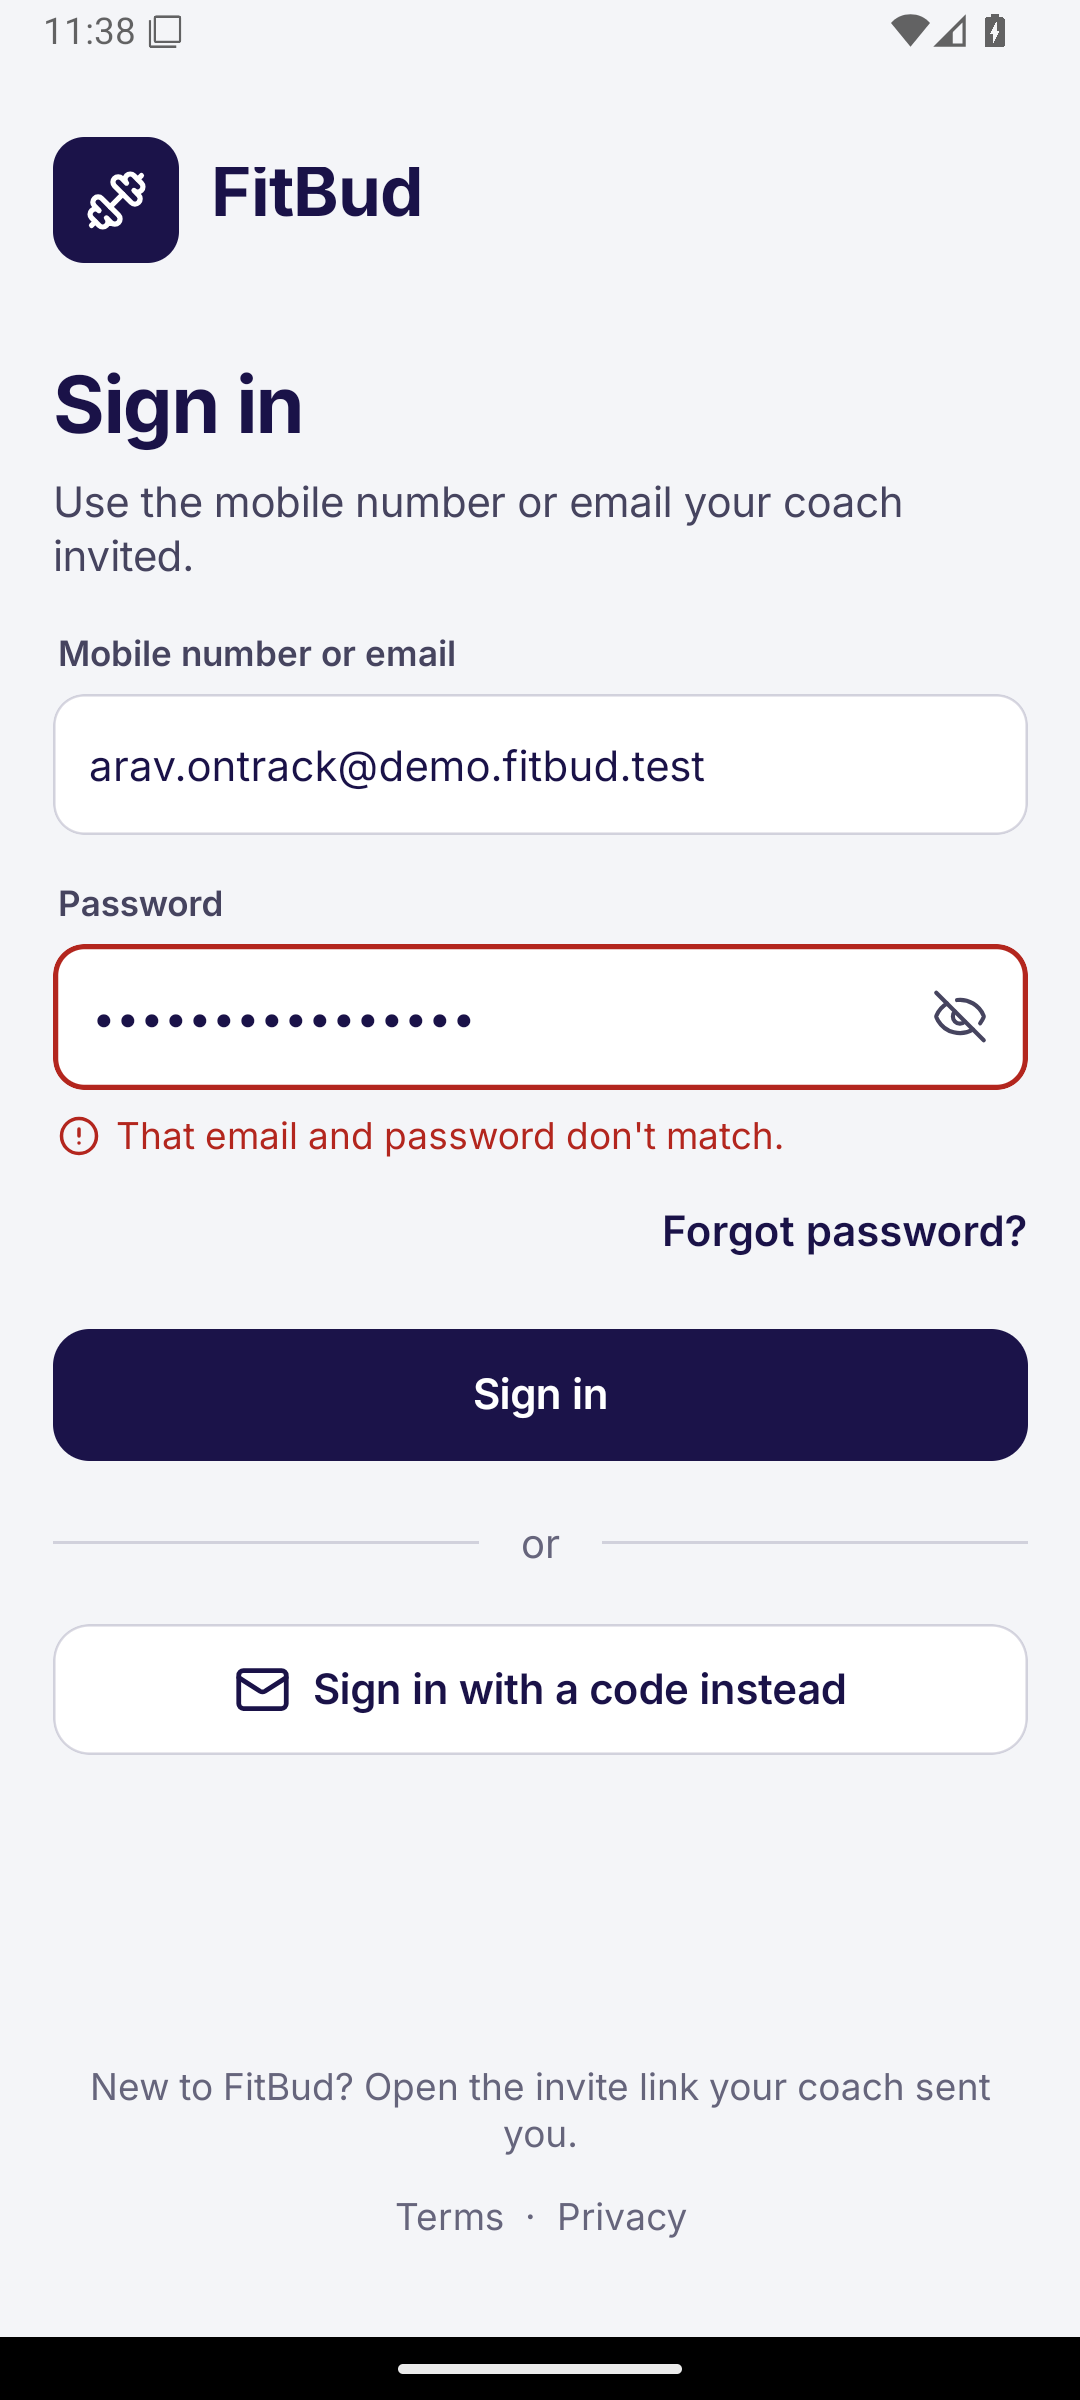 11:38
FitBud
Sign in
Use the mobile number or email your coach
invited.
Mobile number or email
arav.ontrack@demo.fitbud.test
Password
••••••••••••••••
That email and password don't match.
Forgot password?
Sign in
or
Sign in with a code instead
New to FitBud? Open the invite link your coach sent
you.
Terms · Privacy